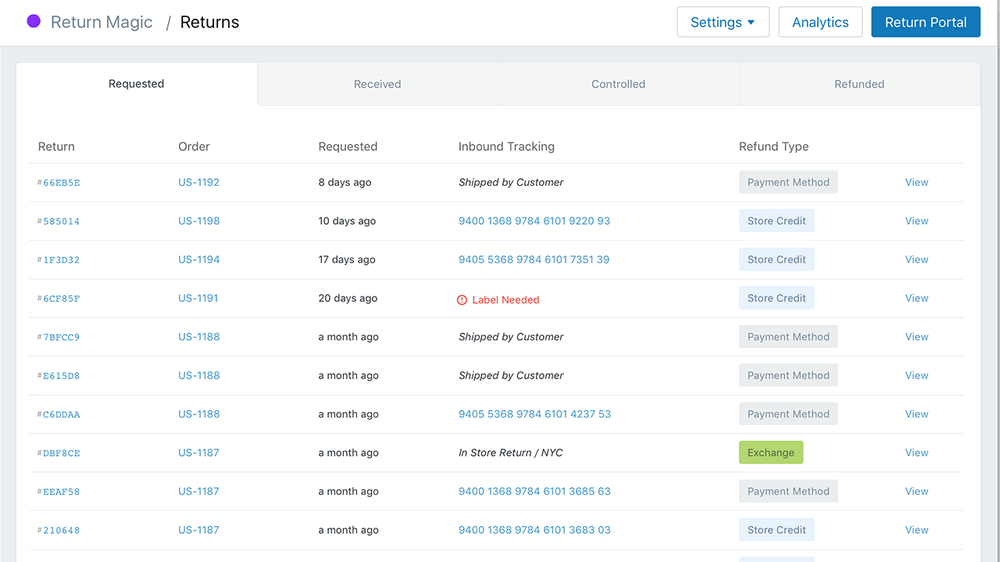 Return Magic / Returns Settings Analytics Return Portal
Requested Received Controlled Refunded
Return Order Requested Inbound Tracking Refund Type
#66EB5E US-1192 8 days ago Shipped by Customer Payment Method View
#585014 US-1198 10 days ago 9400 1368 9784 6101 9220 93 Store Credit View
#1F3D32 US-1194 17 days ago 9405 5368 9784 6101 7351 39 Store Credit View
#6CF85F US-1191 20 days ago Label Needed Store Credit View
#7BFCC9 US-1188 a month ago Shipped by Customer Payment Method View
#E615D8 US-1188 a month ago Shipped by Customer Payment Method View
#C6DDAA US-1188 a month ago 9405 5368 9784 6101 4237 53 Payment Method View
#DBF8CE US-1187 a month ago In Store Return / NYC Exchange View
#EEAF58 US-1187 a month ago 9400 1368 9784 6101 3685 63 Payment Method View
#210648 US-1187 a month ago 9400 1368 9784 6101 3683 03 Store Credit View